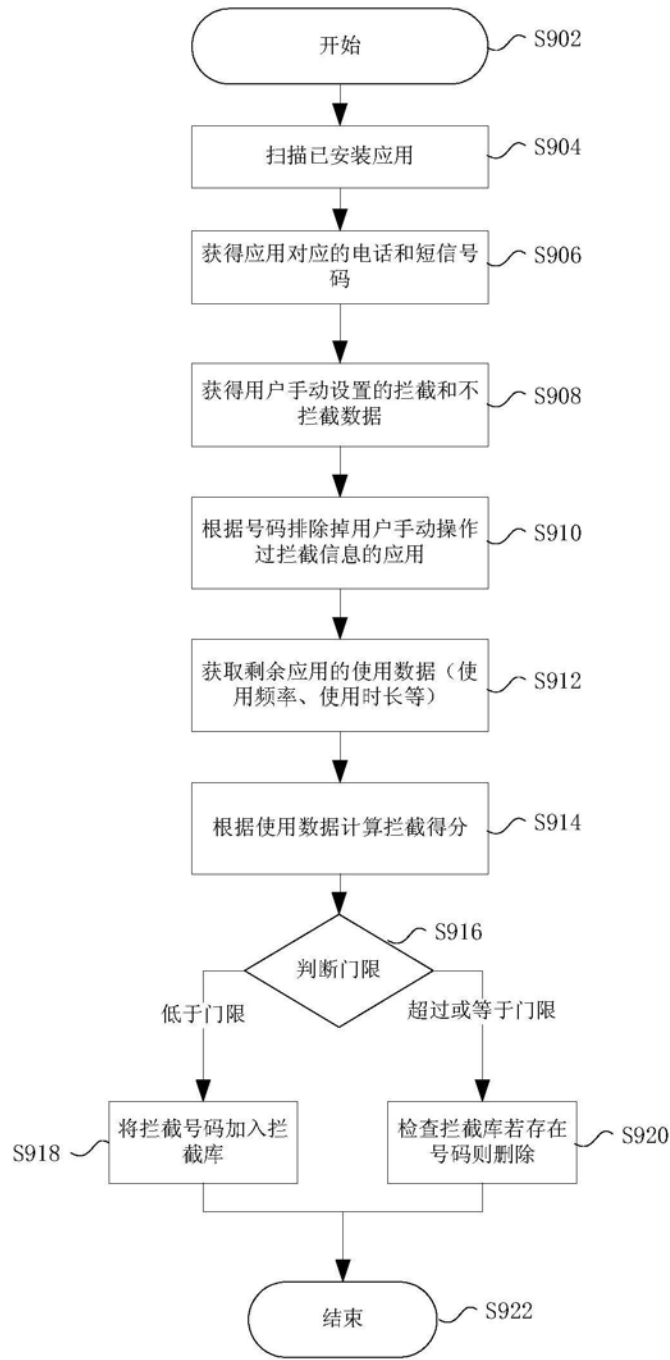 开始
S902
扫描已安装应用
S904
获得应用对应的电话和短信号
码
S906
获得用户手动设置的拦截和不
拦截数据
S908
根据号码排除掉用户手动操作
过拦截信息的应用
S910
获取剩余应用的使用数据（使
用频率、使用时长等）
S912
根据使用数据计算拦截得分
S914
判断门限
S916
低于门限
超过或等于门限
将拦截号码加入拦
截库
S918
检查拦截库若存在
号码则删除
S920
结束
S922